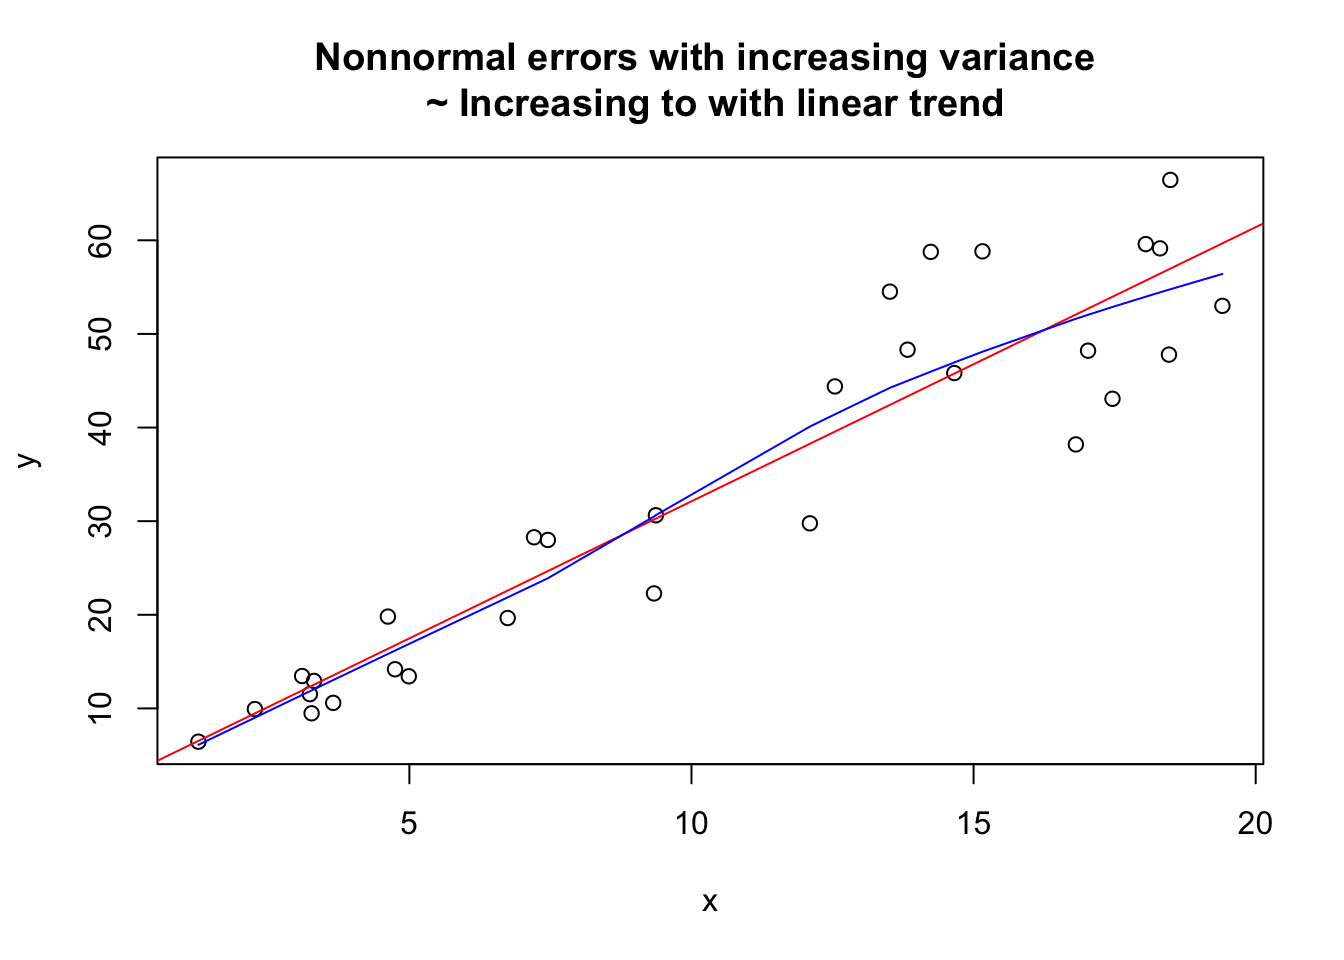 Nonnormal errors with increasing variance
~ Increasing to with linear trend
60
50
40
30
20
10
y
5 10 15 20
x